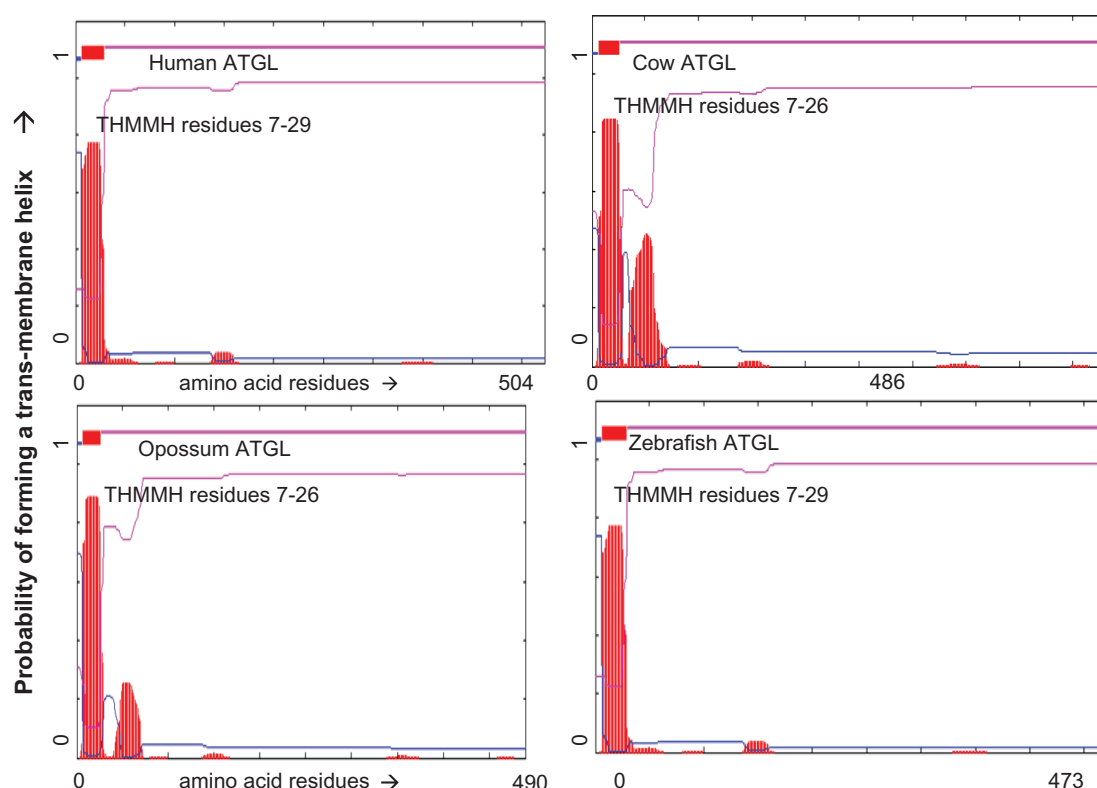 Probability of forming a trans-membrane helix →
1
Human ATGL
THMMH residues 7-29
0
0 amino acid residues → 504
1
Cow ATGL
THMMH residues 7-26
0
0 486
1
Opossum ATGL
THMMH residues 7-26
0
0 amino acid residues → 490
1
Zebrafish ATGL
THMMH residues 7-29
0
0 473